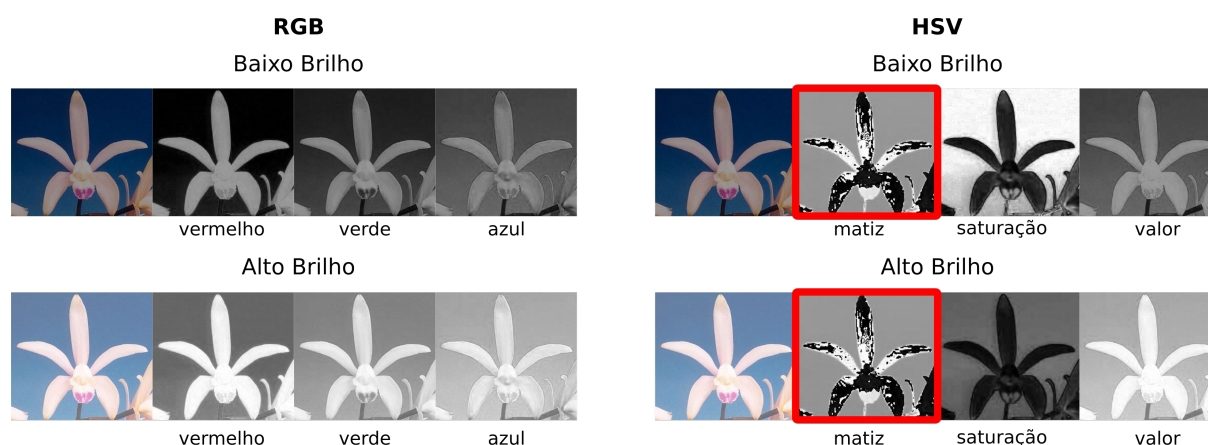 RGB
Baixo Brilho
vermelho verde azul
Alto Brilho
vermelho verde azul
HSV
Baixo Brilho
matiz saturação valor
Alto Brilho
matiz saturação valor